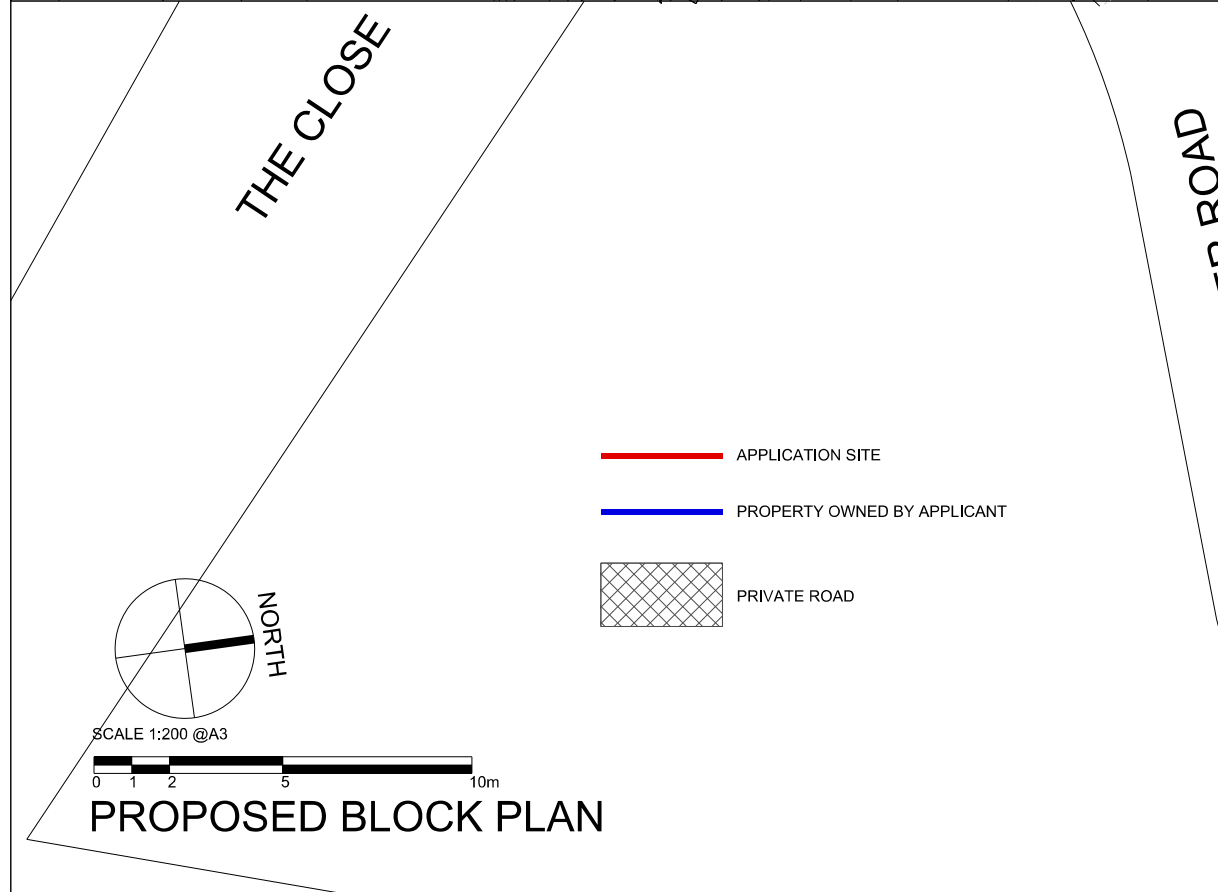 THE CLOSE
ROAD
APPLICATION SITE
PROPERTY OWNED BY APPLICANT
PRIVATE ROAD
NORTH
SCALE 1:200 @A3
0 1 2 5 10m
PROPOSED BLOCK PLAN